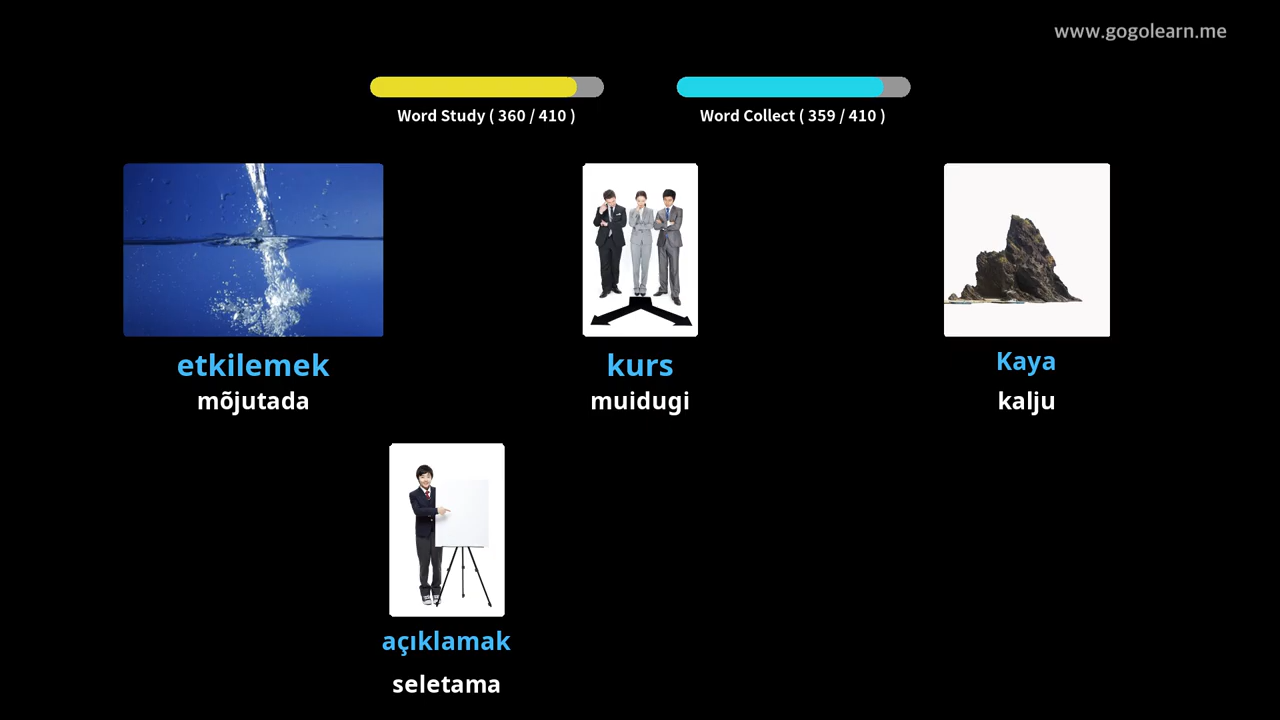 www.gogolearn.me
Word Study ( 360 / 410 )
Word Collect ( 359 / 410 )
etkilemek
mõjutada
kurs
muidugi
Kaya
kalju
açıklamak
seletama